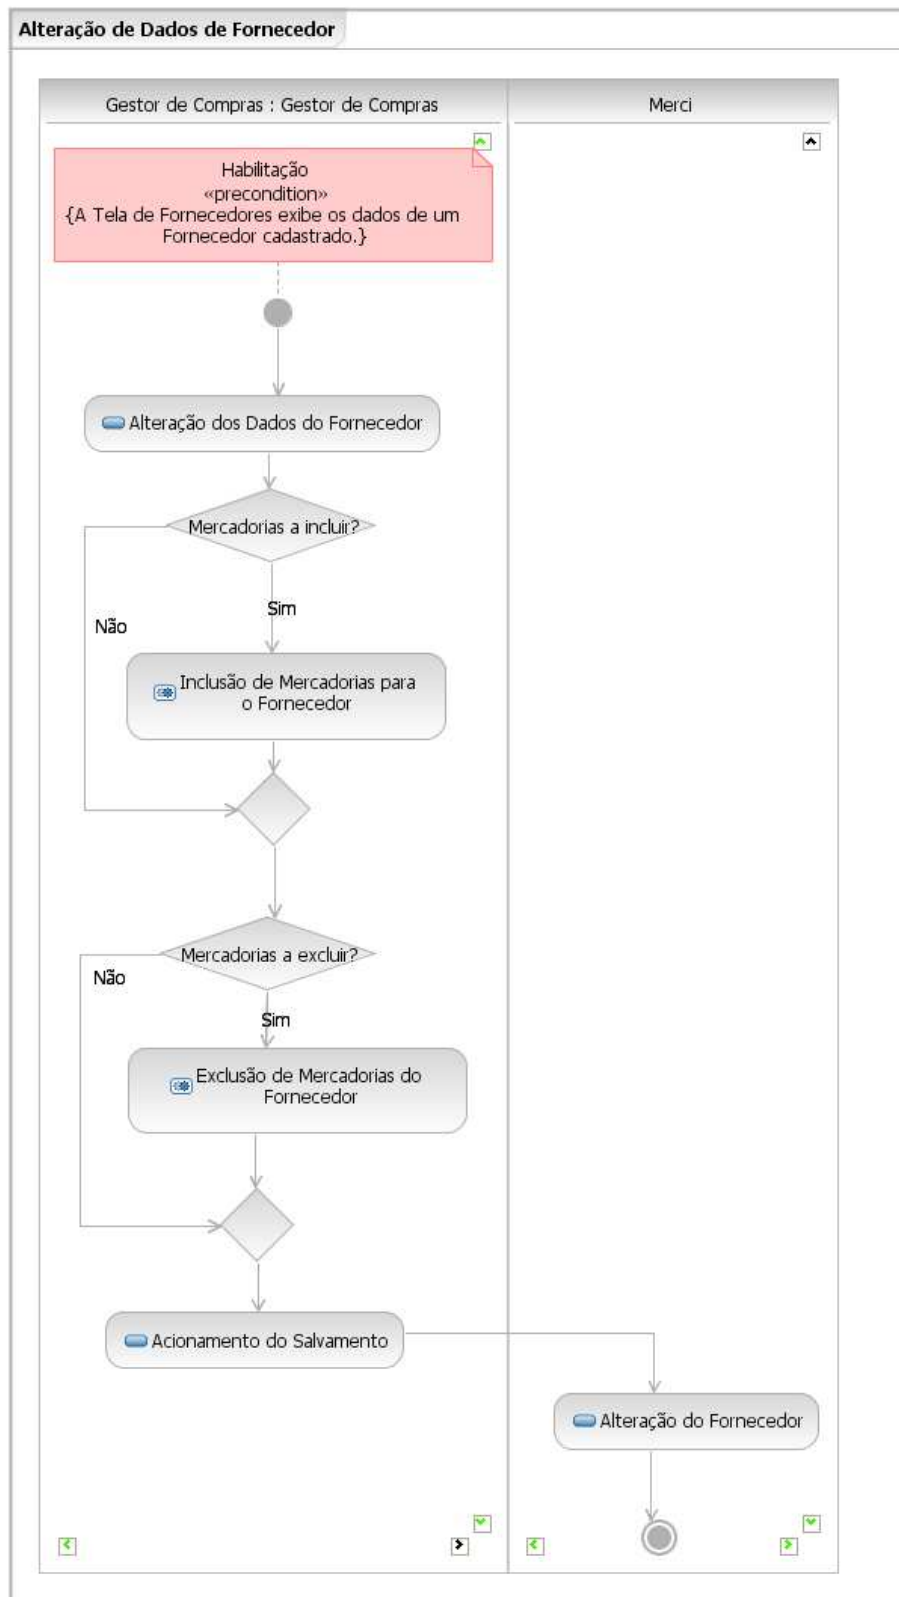 Alteração de Dados de Fornecedor
Gestor de Compras : Gestor de Compras
Merci
Habilitação
«precondition»
{A Tela de Fornecedores exibe os dados de um
Fornecedor cadastrado.}
Alteração dos Dados do Fornecedor
Mercadorias a incluir?
Sim
Não
Inclusão de Mercadorias para
o Fornecedor
Mercadorias a excluir?
Não
Sim
Exclusão de Mercadorias do
Fornecedor
Acionamento do Salvamento
Alteração do Fornecedor